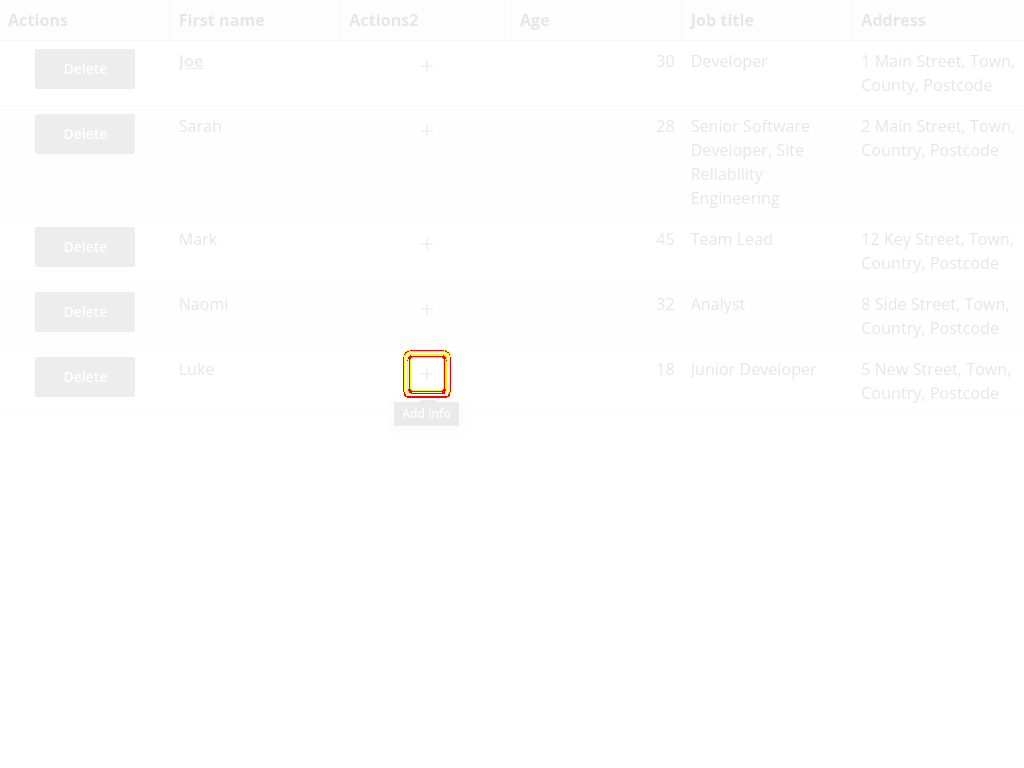 Actions First name Actions2 Age Job title Address
Delete Joe + 30 Developer 1 Main Street, Town,
County, Postcode
Delete Sarah + 28 Senior Software 2 Main Street, Town,
Developer, Site Country, Postcode
Reliability
Engineering
Delete Mark + 45 Team Lead 12 Key Street, Town,
Country, Postcode
Delete Naomi + 32 Analyst 8 Side Street, Town,
Country, Postcode
Delete Luke + 18 Junior Developer 5 New Street, Town,
Country, Postcode
Add info